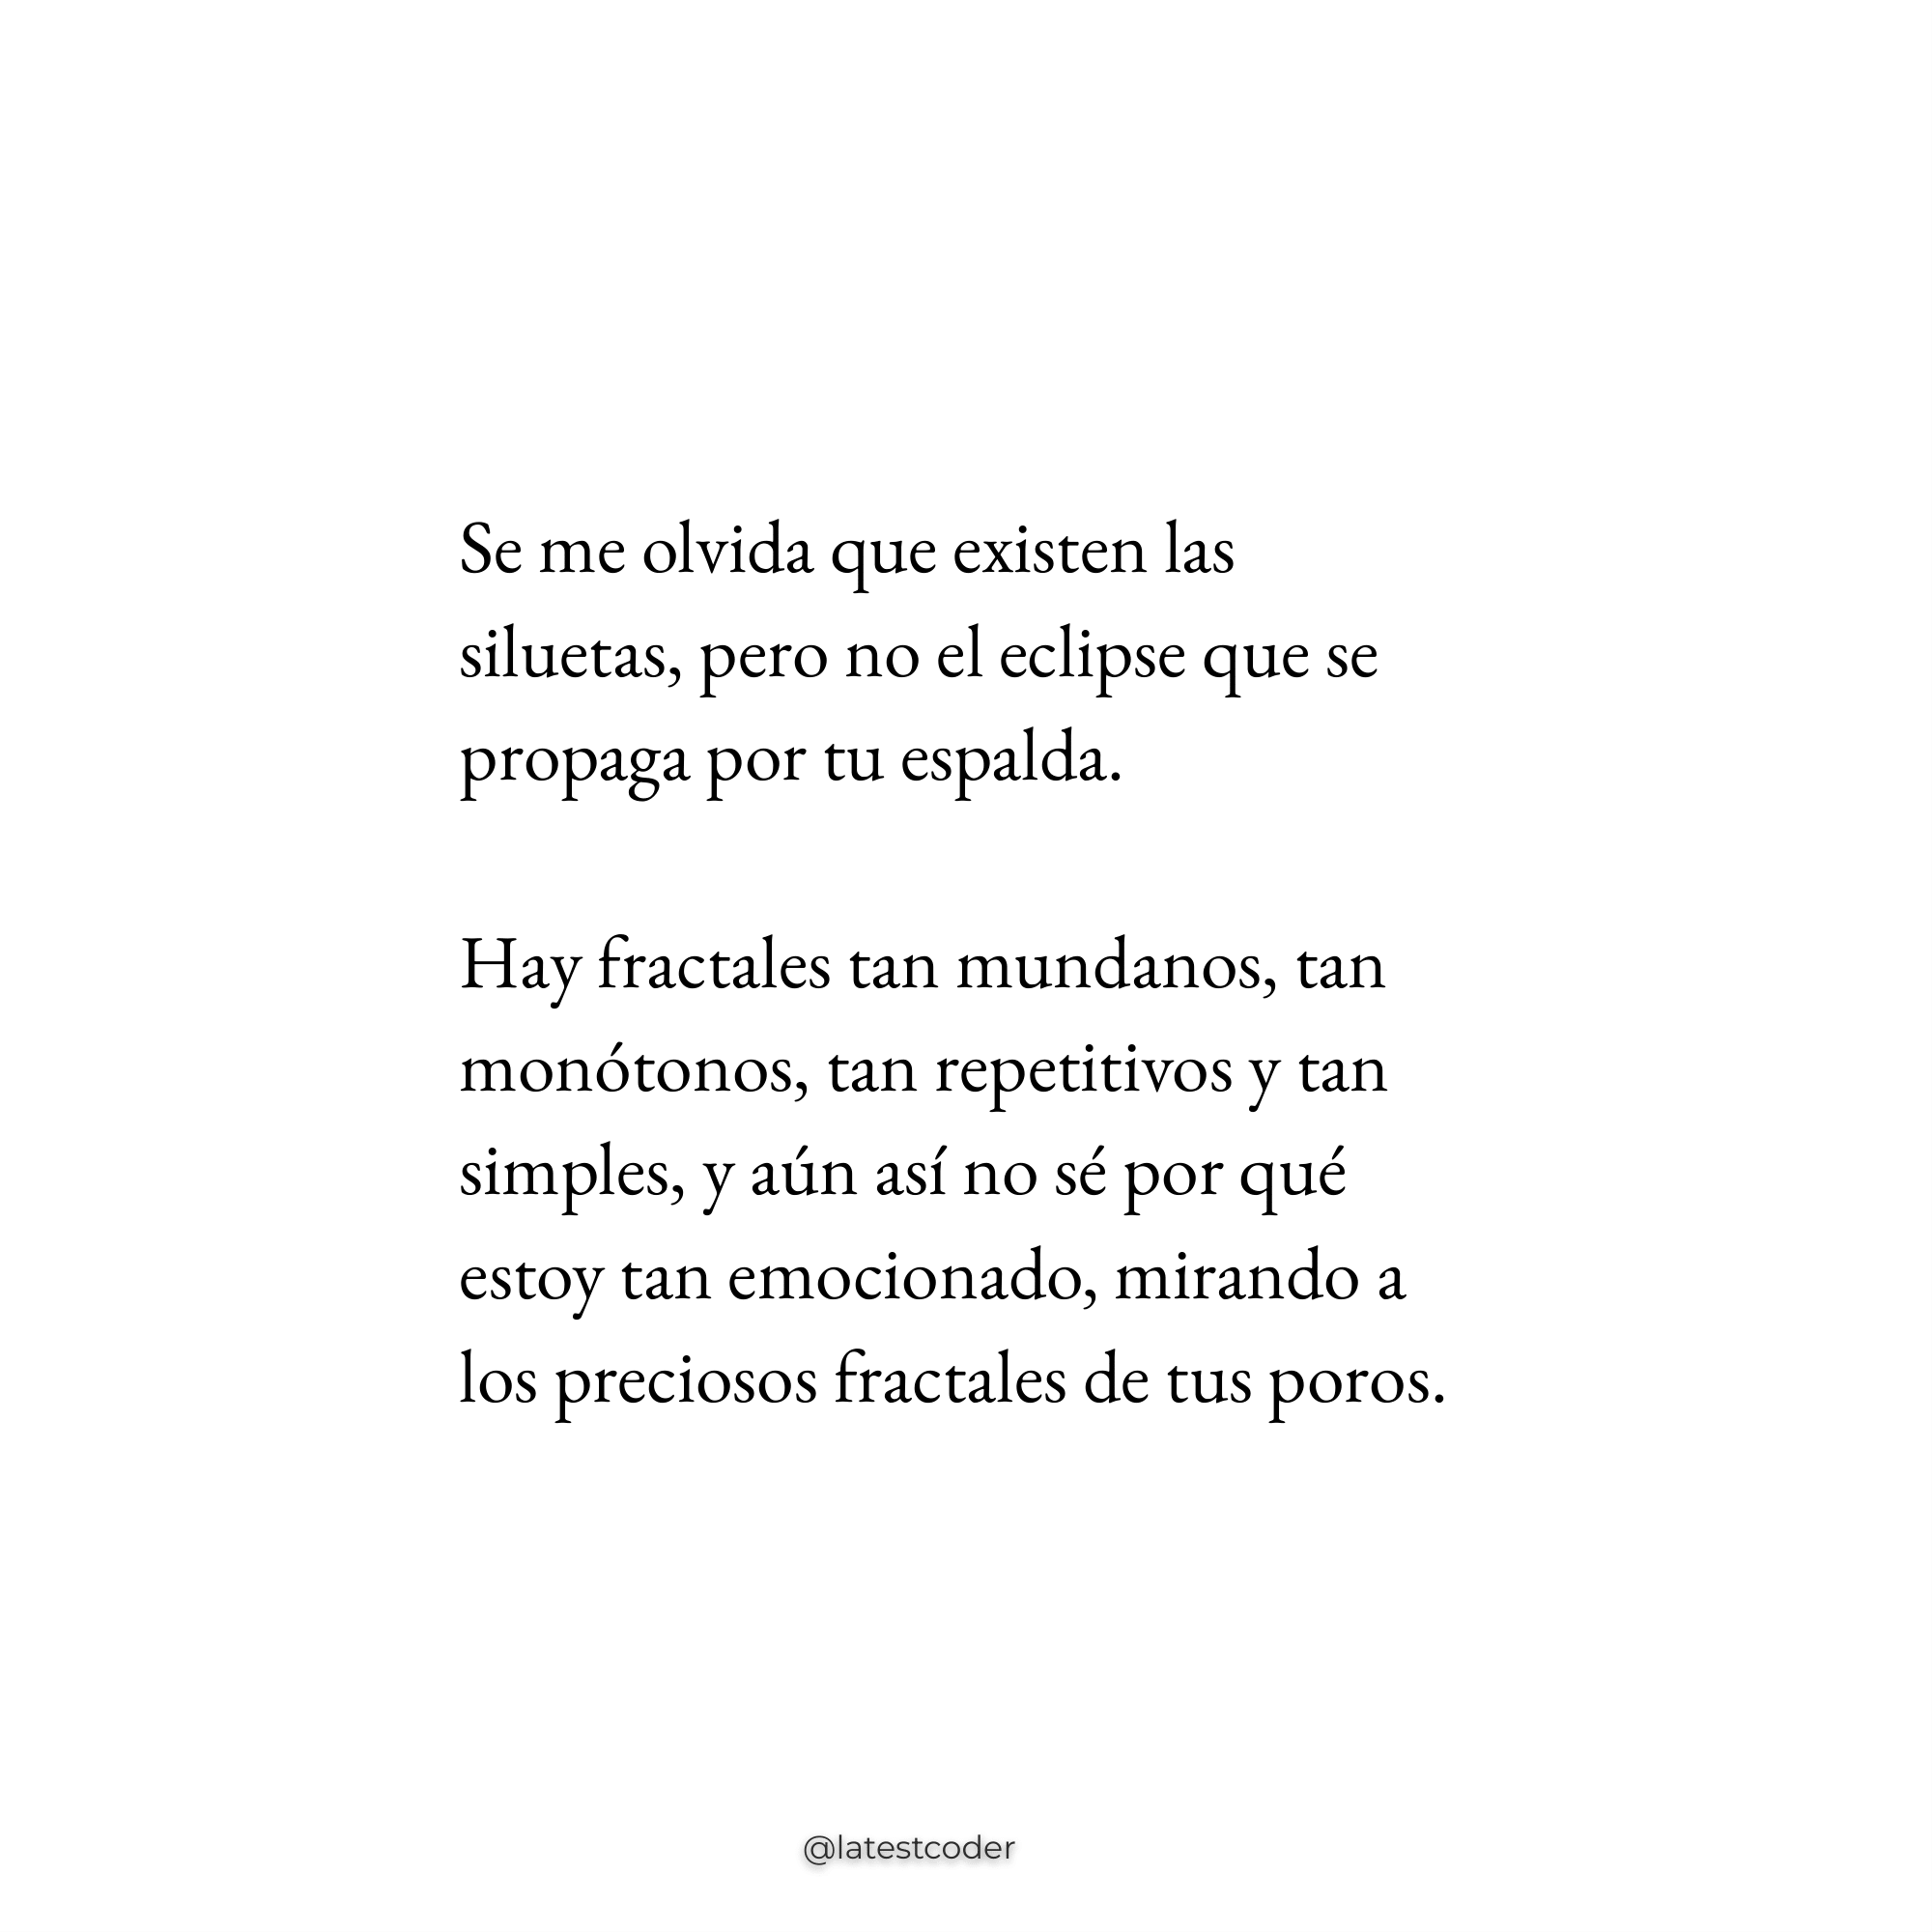 Se me olvida que existen las
siluetas, pero no el eclipse que se
propaga por tu espalda.
Hay fractales tan mundanos, tan
monótonos, tan repetitivos y tan
simples, y aún así no sé por qué
estoy tan emocionado, mirando a
los preciosos fractales de tus poros.
@latestcoder